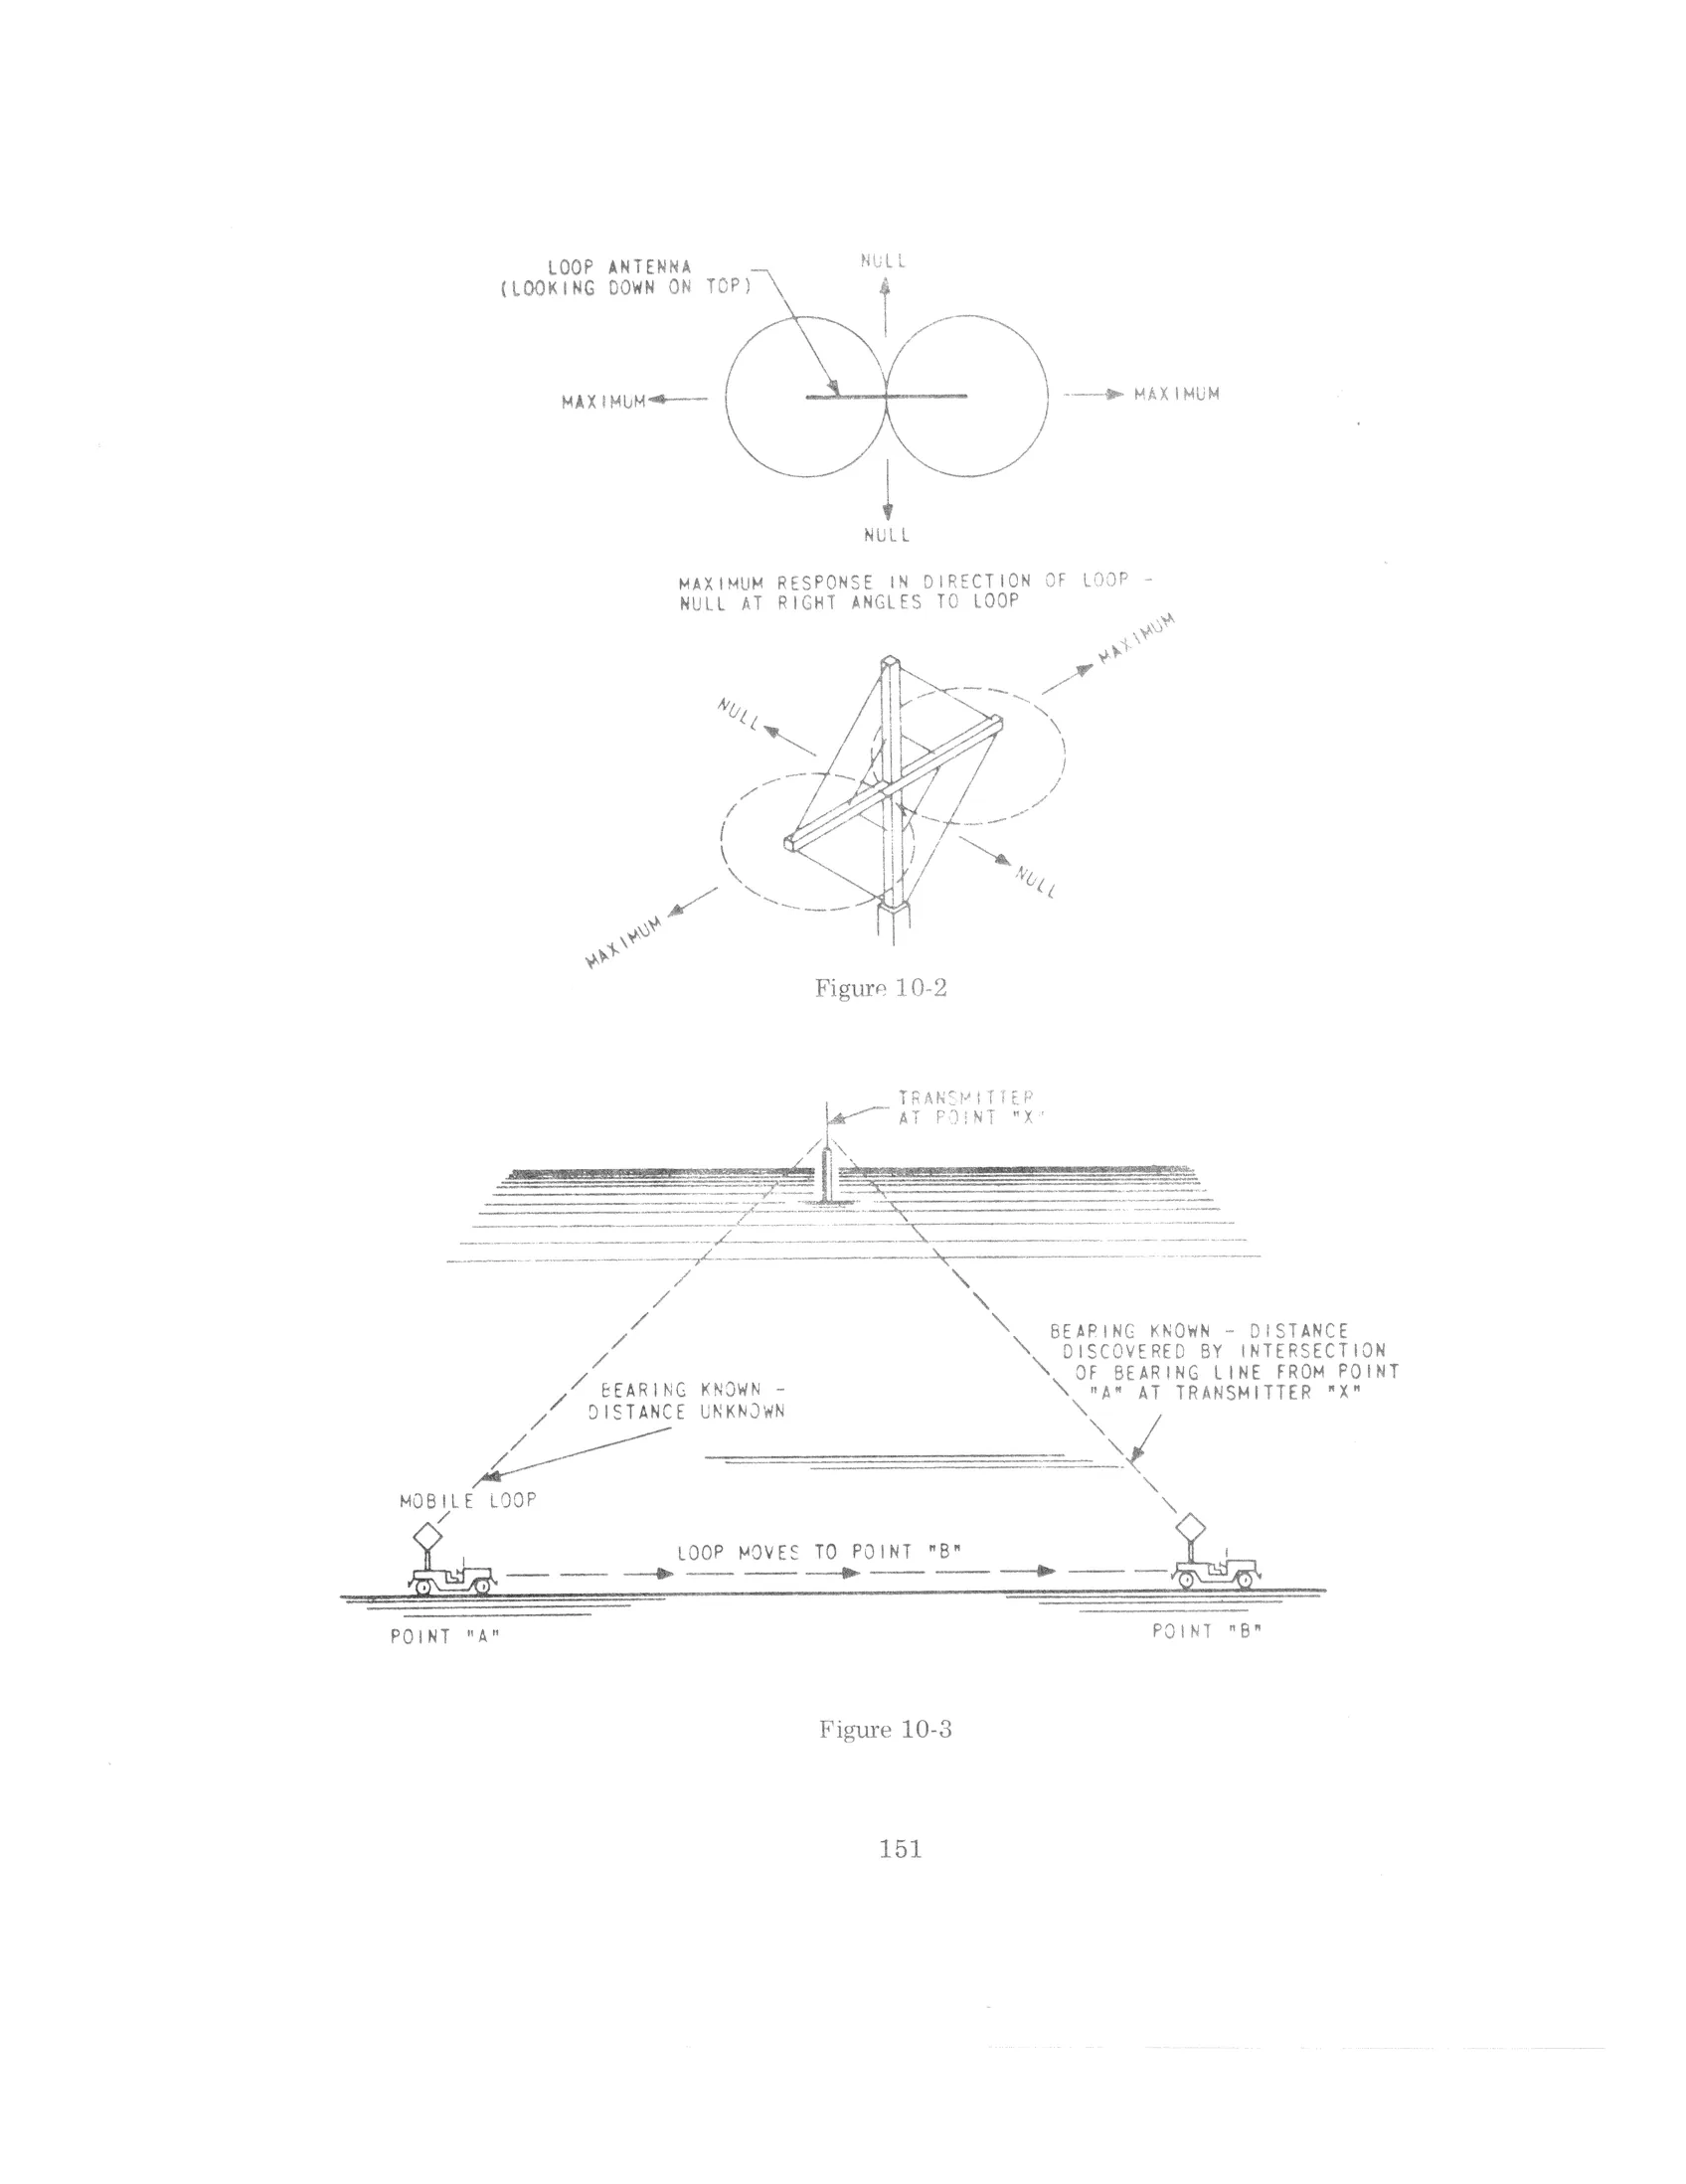 LOOP ANTENNA
(LOOKING DOWN ON TOP)
NULL
MAXIMUM
MAXIMUM
NULL
MAXIMUM RESPONSE IN DIRECTION OF LOOP -
NULL AT RIGHT ANGLES TO LOOP
MAXIMUM
NULL
NULL
MAXIMUM
Figure 10-2
TRANSMITTER
AT POINT "X"
BEARING KNOWN - DISTANCE
DISCOVERED BY INTERSECTION
OF BEARING LINE FROM POINT
"A" AT TRANSMITTER "X"
BEARING KNOWN -
DISTANCE UNKNOWN
MOBILE LOOP
LOOP MOVES TO POINT "B"
POINT "A"
POINT "B"
Figure 10-3
151